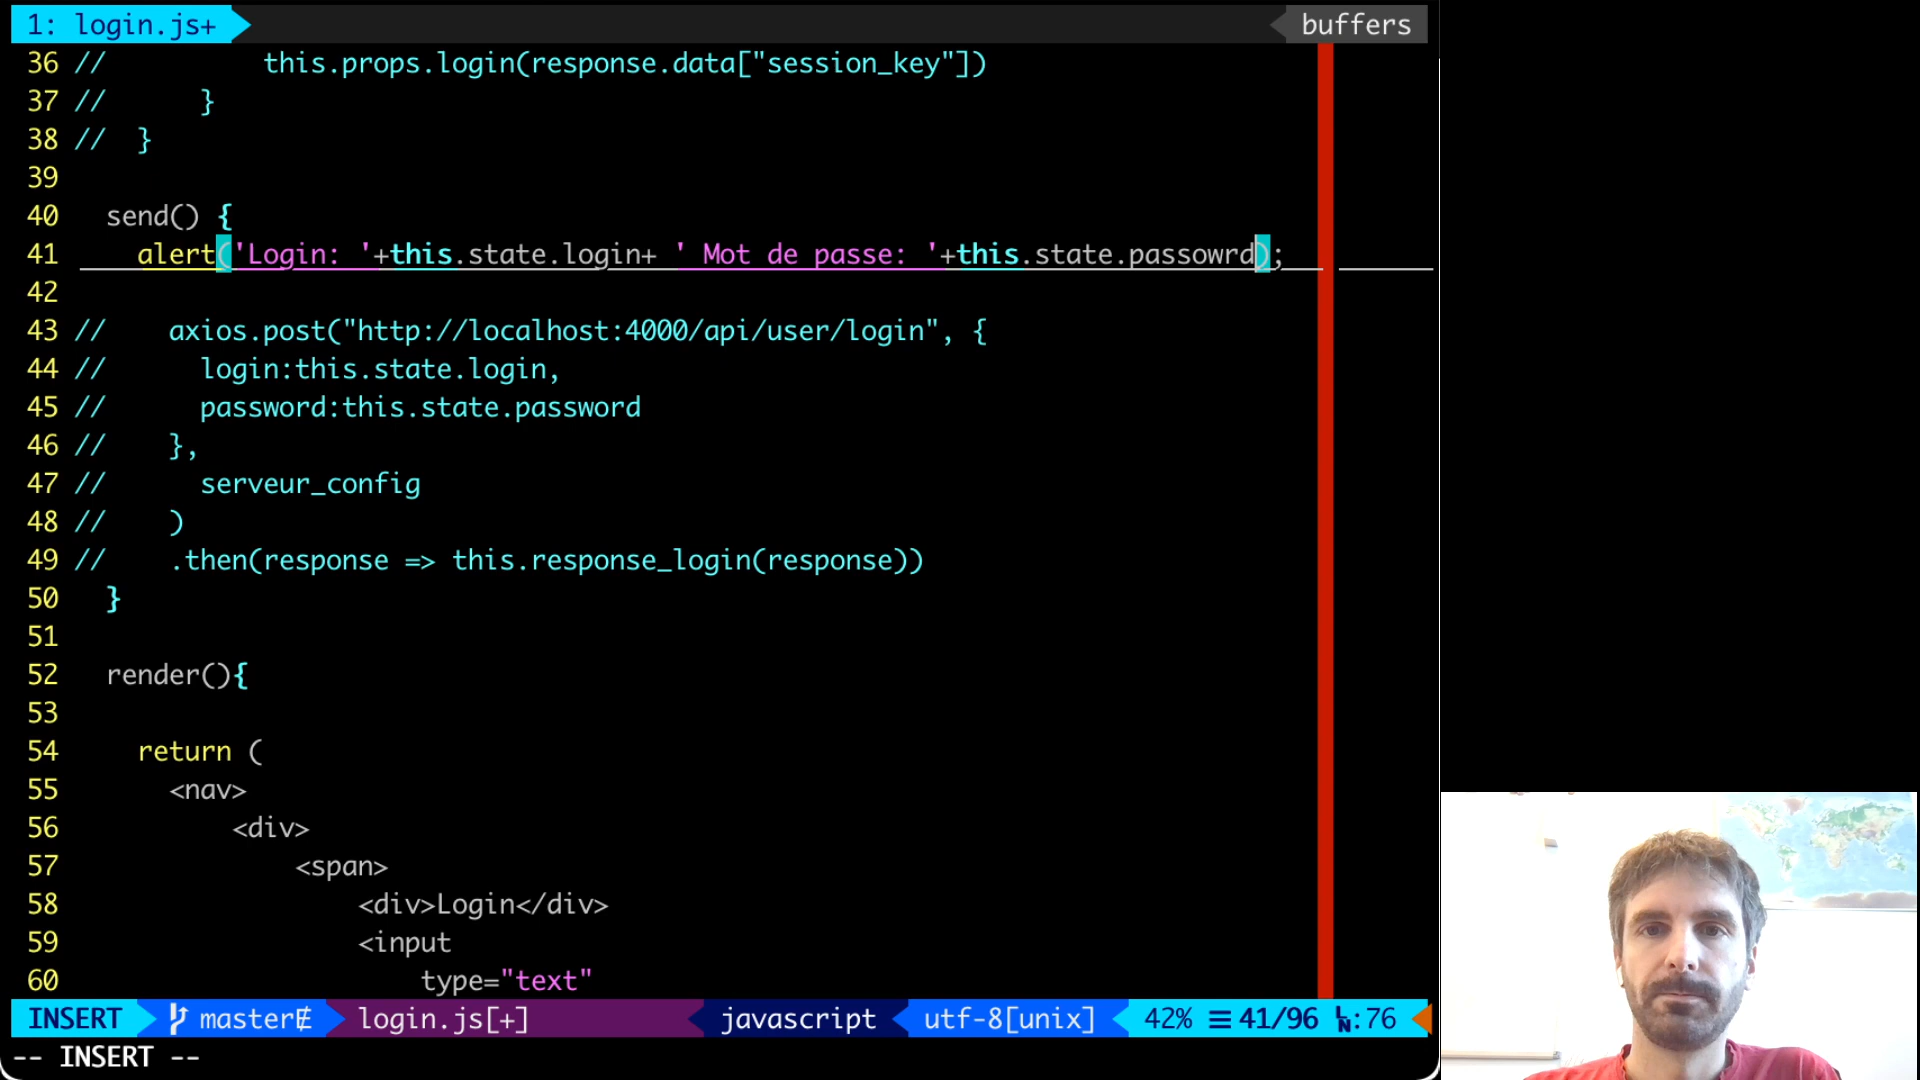 1: login.js+ buffers
36 // this.props.login(response.data["session_key"])
37 // }
38 // }
39
40 send() {
41 alert('Login: '+this.state.login+ ' Mot de passe: '+this.state.passowrd);
42
43 // axios.post("http://localhost:4000/api/user/login", {
44 // login:this.state.login,
45 // password:this.state.password
46 // },
47 // serveur_config
48 // )
49 // .then(response => this.response_login(response))
50 }
51
52 render(){
53
54 return (
55 <nav>
56 <div>
57 <span>
58 <div>Login</div>
59 <input
60 type="text"
INSERT master login.js[+] javascript utf-8[unix] 42% ☰ 41/96 LN:76
-- INSERT --